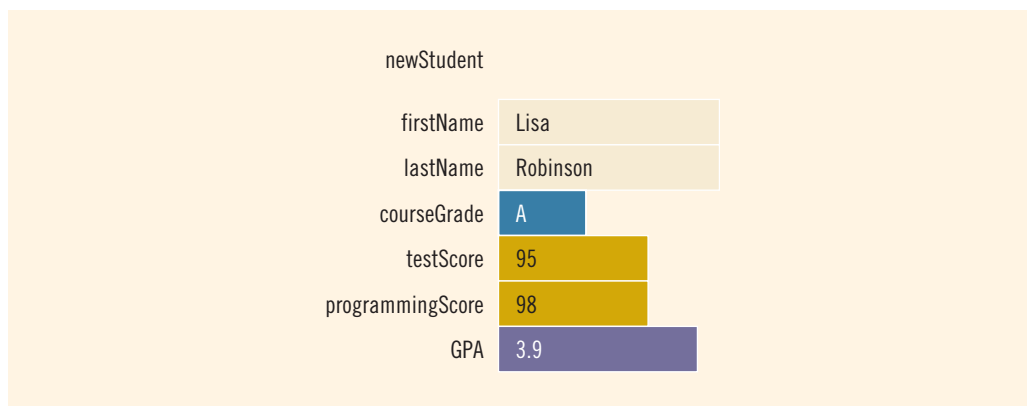 newStudent
firstName Lisa
lastName Robinson
courseGrade A
testScore 95
programmingScore 98
GPA 3.9